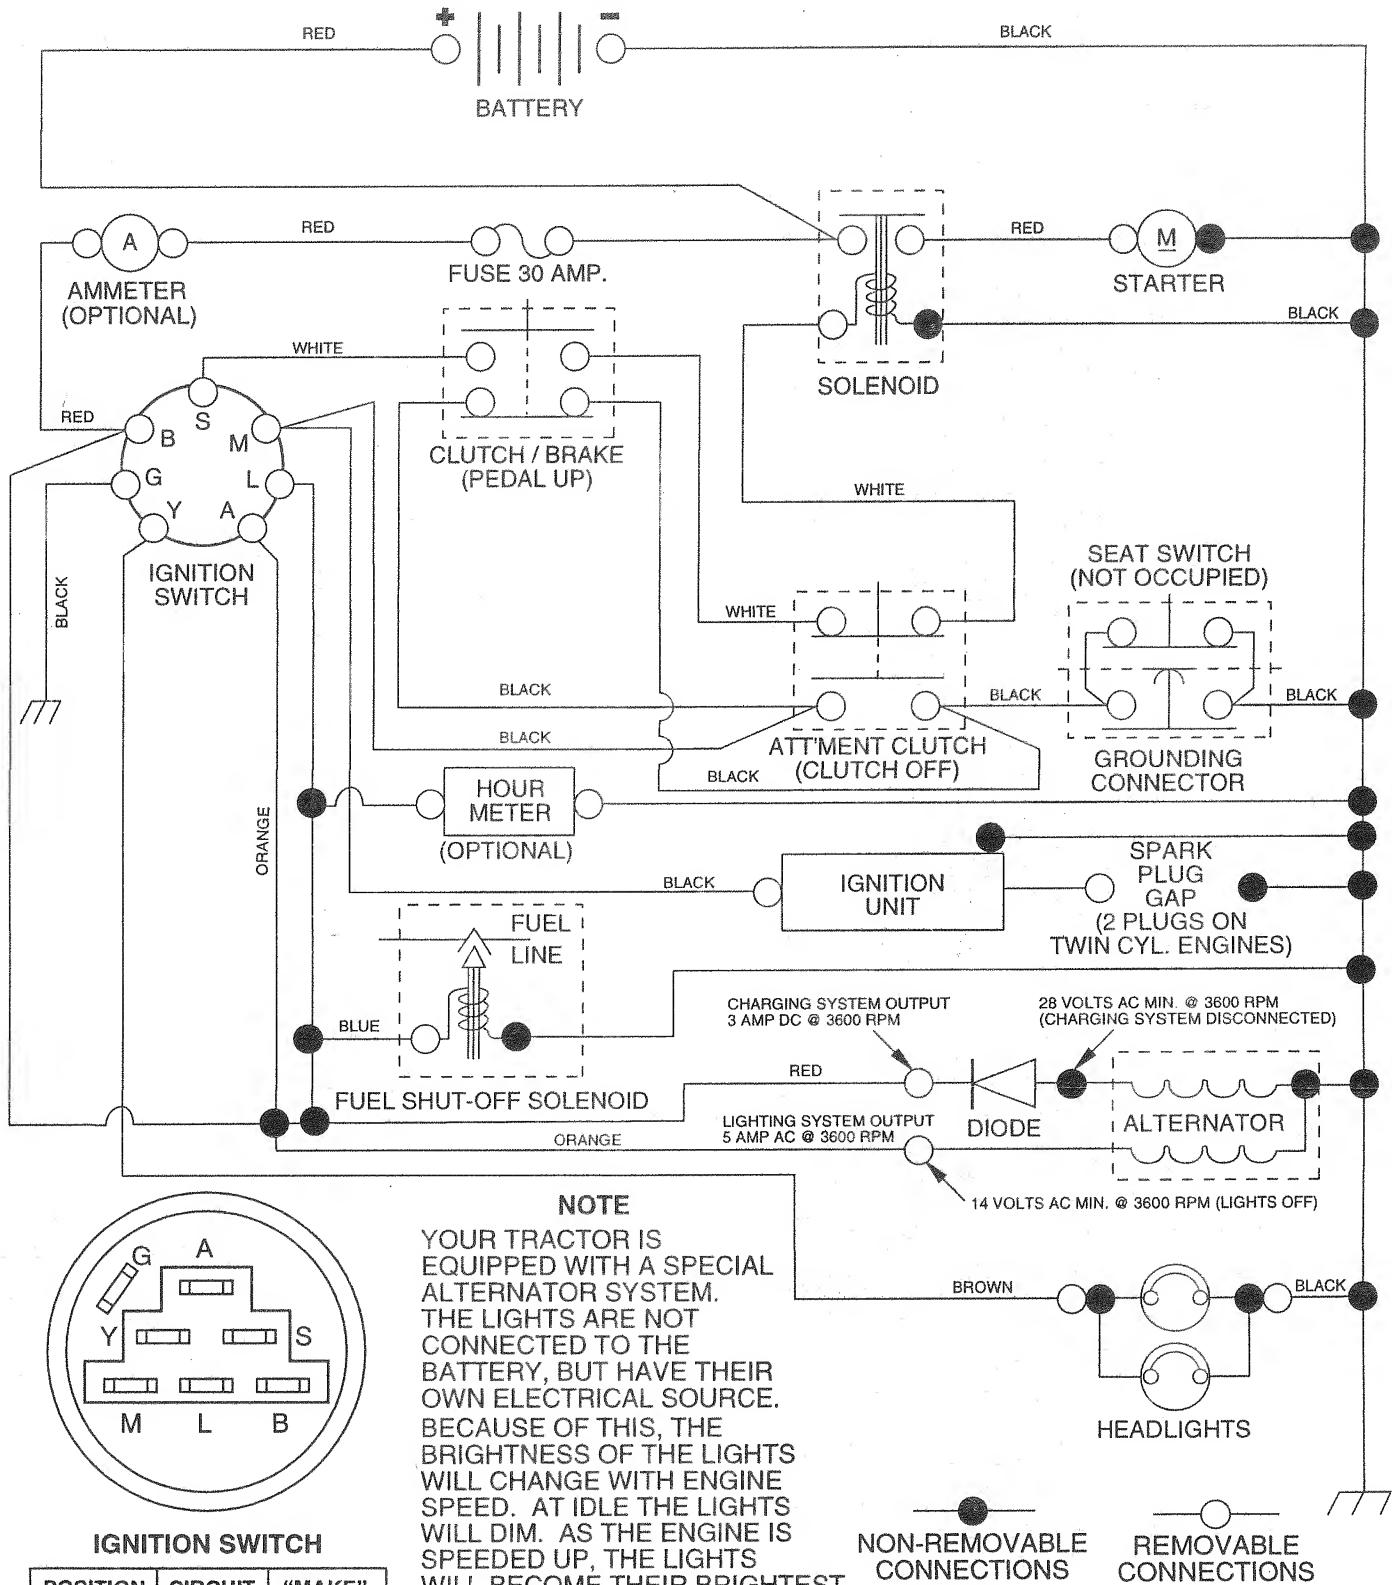 + -
RED
BLACK
BATTERY
RED
RED
A
M
FUSE 30 AMP.
STARTER
AMMETER
(OPTIONAL)
BLACK
WHITE
SOLENOID
RED
S
B
M
CLUTCH / BRAKE
(PEDAL UP)
G
L
WHITE
Y
A
SEAT SWITCH
(NOT OCCUPIED)
IGNITION
SWITCH
BLACK
WHITE
BLACK
BLACK
BLACK
BLACK
ATT'MENT CLUTCH
(CLUTCH OFF)
GROUNDING
CONNECTOR
BLACK
HOUR
METER
(OPTIONAL)
ORANGE
SPARK
PLUG
GAP
(2 PLUGS ON
TWIN CYL. ENGINES)
BLACK
IGNITION
UNIT
FUEL
LINE
CHARGING SYSTEM OUTPUT
3 AMP DC @ 3600 RPM
28 VOLTS AC MIN. @ 3600 RPM
(CHARGING SYSTEM DISCONNECTED)
BLUE
RED
FUEL SHUT-OFF SOLENOID
LIGHTING SYSTEM OUTPUT
5 AMP AC @ 3600 RPM
DIODE
ALTERNATOR
ORANGE
14 VOLTS AC MIN. @ 3600 RPM (LIGHTS OFF)
NOTE
YOUR TRACTOR IS
EQUIPPED WITH A SPECIAL
ALTERNATOR SYSTEM.
THE LIGHTS ARE NOT
CONNECTED TO THE
BATTERY, BUT HAVE THEIR
OWN ELECTRICAL SOURCE.
BECAUSE OF THIS, THE
BRIGHTNESS OF THE LIGHTS
WILL CHANGE WITH ENGINE
SPEED. AT IDLE THE LIGHTS
WILL DIM. AS THE ENGINE IS
SPEEDED UP, THE LIGHTS
WILL BECOME THEIR BRIGHTEST
BROWN
BLACK
HEADLIGHTS
G
A
Y
S
M
L
B
IGNITION SWITCH
POSITION CIRCUIT "MAKE"
NON-REMOVABLE
CONNECTIONS
REMOVABLE
CONNECTIONS